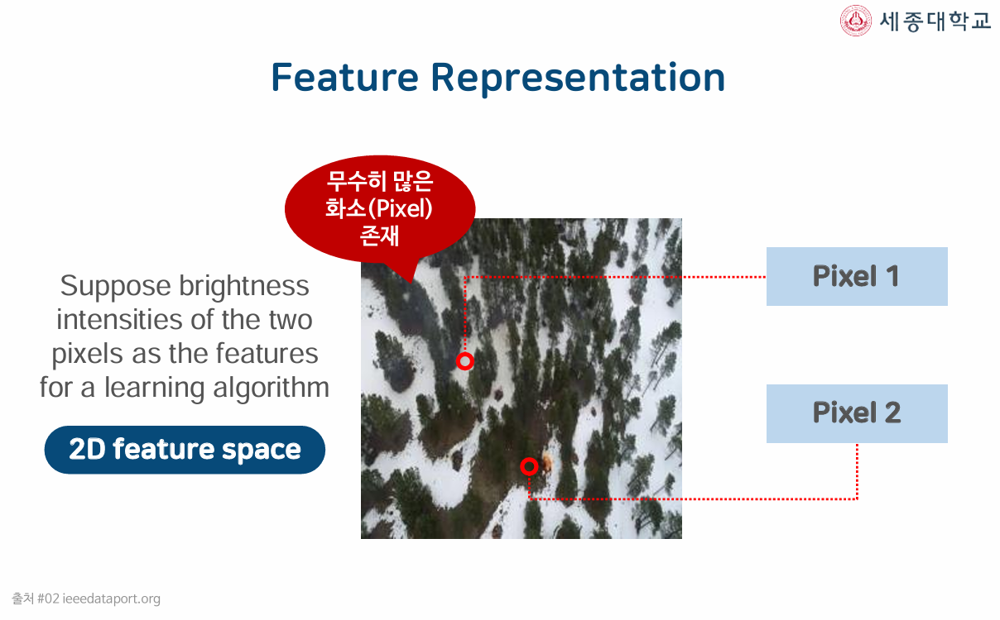 세종대학교
Feature Representation
무수히 많은
화소(Pixel)
존재
Suppose brightness
intensities of the two
pixels as the features
for a learning algorithm
2D feature space
Pixel 1
Pixel 2
출처 #02 ieeedataport.org